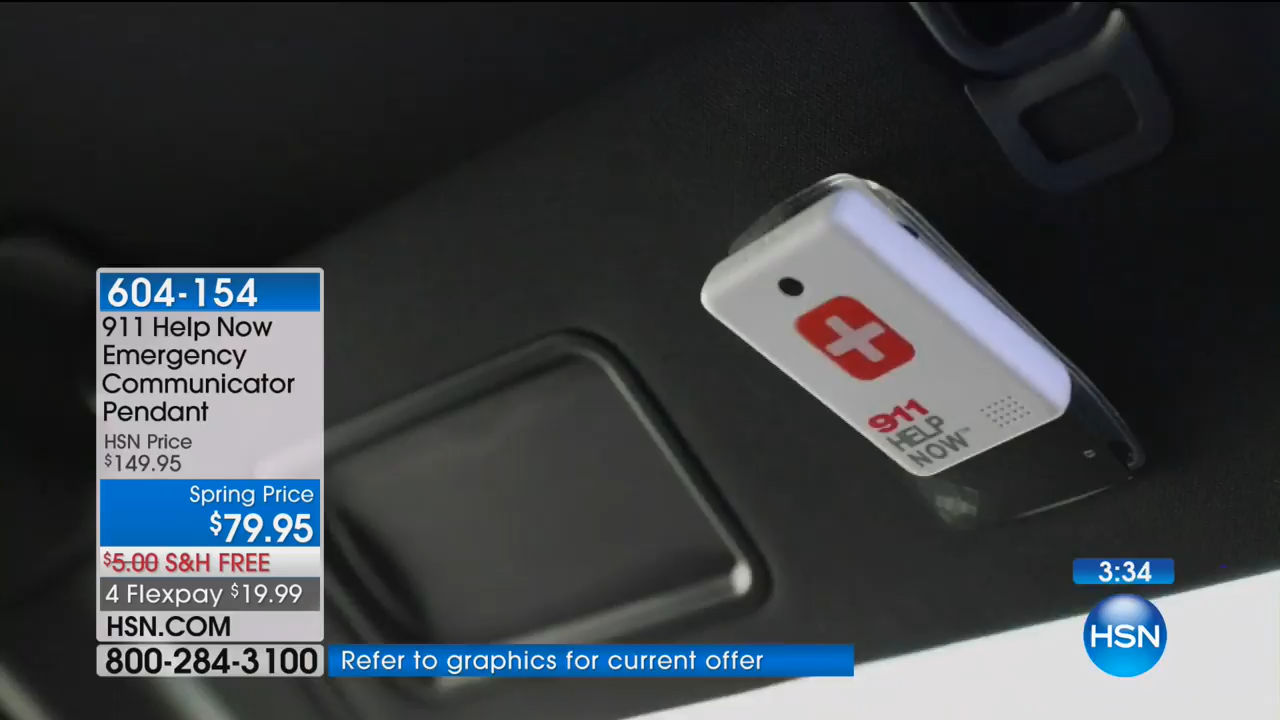 604-154
911 Help Now
Emergency
Communicator
Pendant
HSN Price
$149.95
Spring Price
$79.95
$5.00 S&H FREE
4 Flexpay $19.99
HSN.COM
800-284-3100
Refer to graphics for current offer
911
HELP
NOW™
3:34
HSN